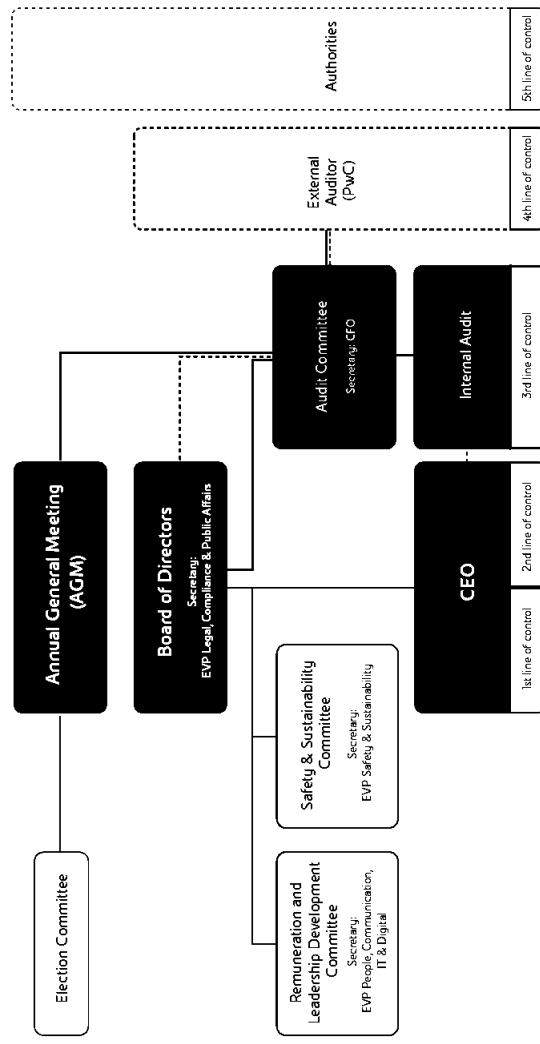 Election Committee
Annual General Meeting
(AGM)
Authorities
Board of Directors
Secretary:
EVP Legal, Compliance & Public Affairs
External
Auditor
(PwC)
Remuneration and
Leadership Development
Committee
Secretary:
EVP People, Communication,
IT & Digital
Safety & Sustainability
Committee
Secretary:
EVP Safety & Sustainability
Audit Committee
Secretary: CFO
CEO
Internal Audit
1st line of control
2nd line of control
3rd line of control
4th line of control
5th line of control